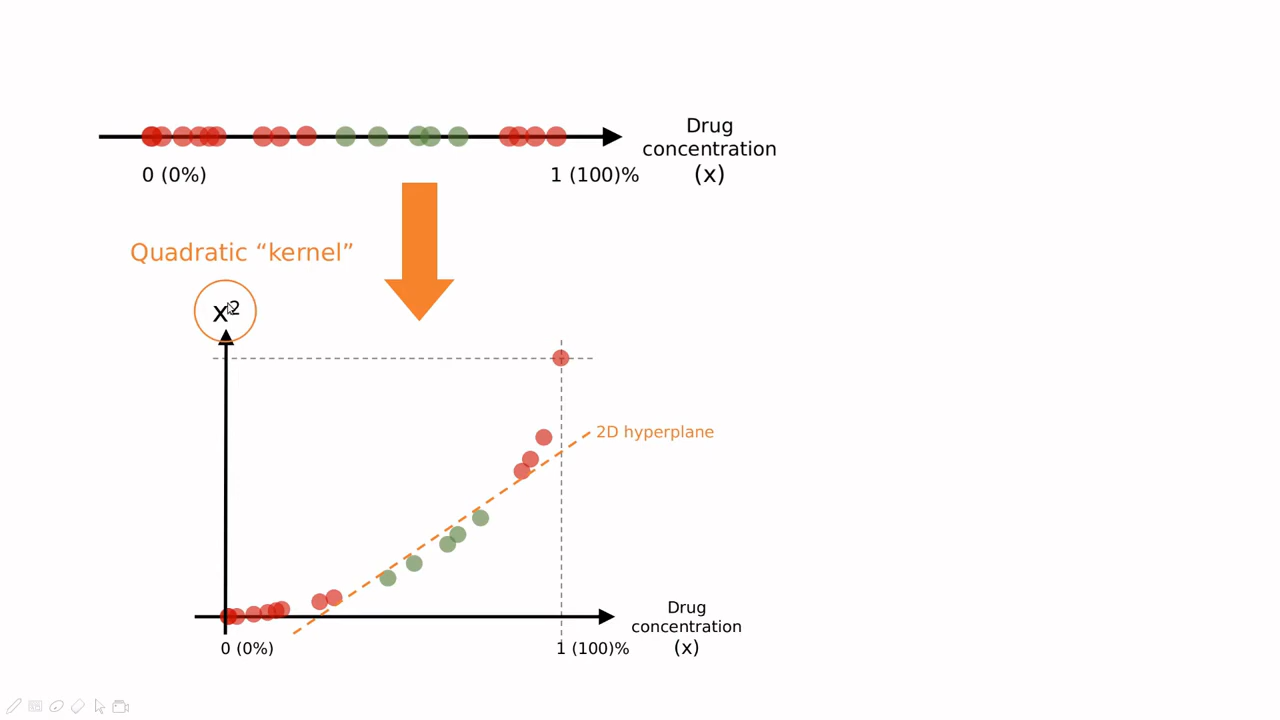 Drug
concentration
(x)
0 (0%)
1 (100)%
Quadratic “kernel”
x²
2D hyperplane
Drug
concentration
(x)
0 (0%)
1 (100)%